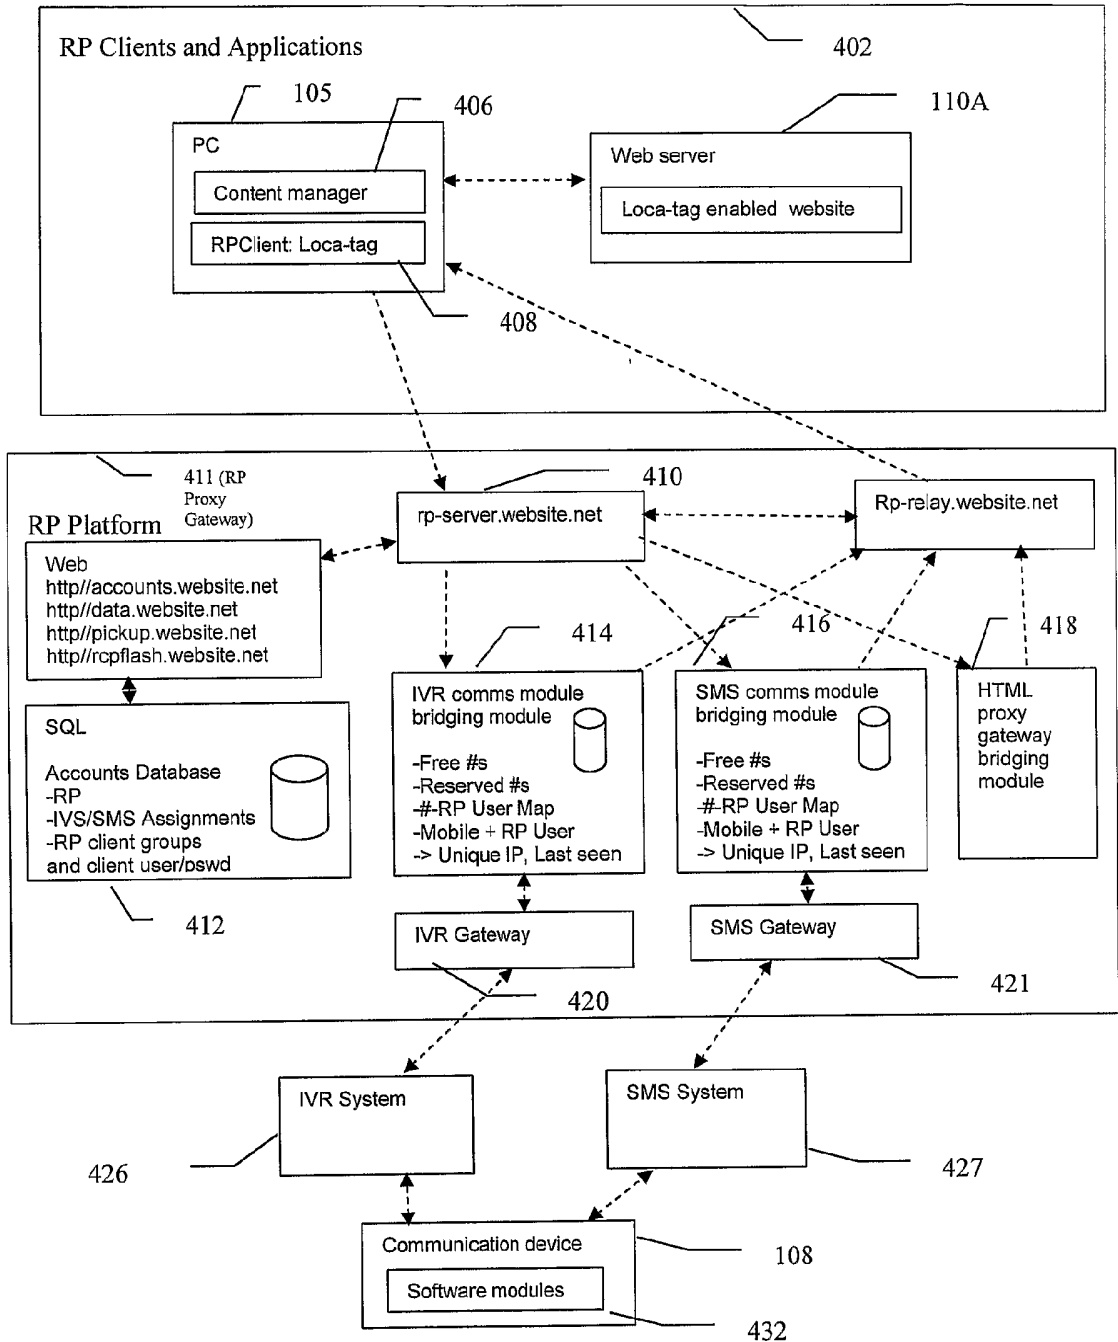 402
RP Clients and Applications
105
406
110A
PC
Content manager
RPClient: Loca-tag
408
Web server
Loca-tag enabled website
411 (RP
Proxy
Gateway)
RP Platform
410
rp-server.website.net
Rp-relay.website.net
Web
http//accounts.website.net
http//data.website.net
http//pickup.website.net
http//rcpflash.website.net
414
416
418
SQL
Accounts Database
-RP
-IVS/SMS Assignments
-RP client groups
and client user/pswd
412
IVR comms module
bridging module
-Free #s
-Reserved #s
-#-RP User Map
-Mobile + RP User
-> Unique IP, Last seen
SMS comms module
bridging module
-Free #s
-Reserved #s
-#-RP User Map
-Mobile + RP User
-> Unique IP, Last seen
HTML
proxy
gateway
bridging
module
IVR Gateway
420
SMS Gateway
421
IVR System
426
SMS System
427
Communication device
108
Software modules
432